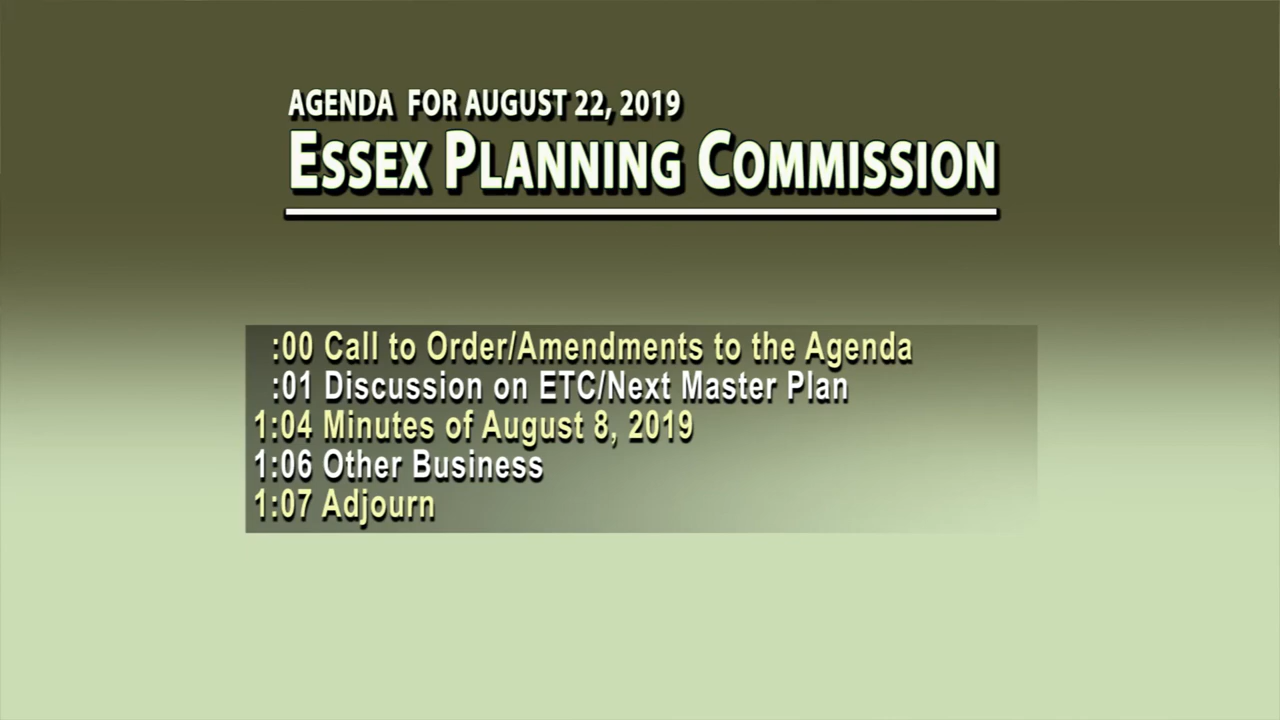 AGENDA FOR AUGUST 22, 2019
ESSEX PLANNING COMMISSION
:00 Call to Order/Amendments to the Agenda
:01 Discussion on ETC/Next Master Plan
1:04 Minutes of August 8, 2019
1:06 Other Business
1:07 Adjourn